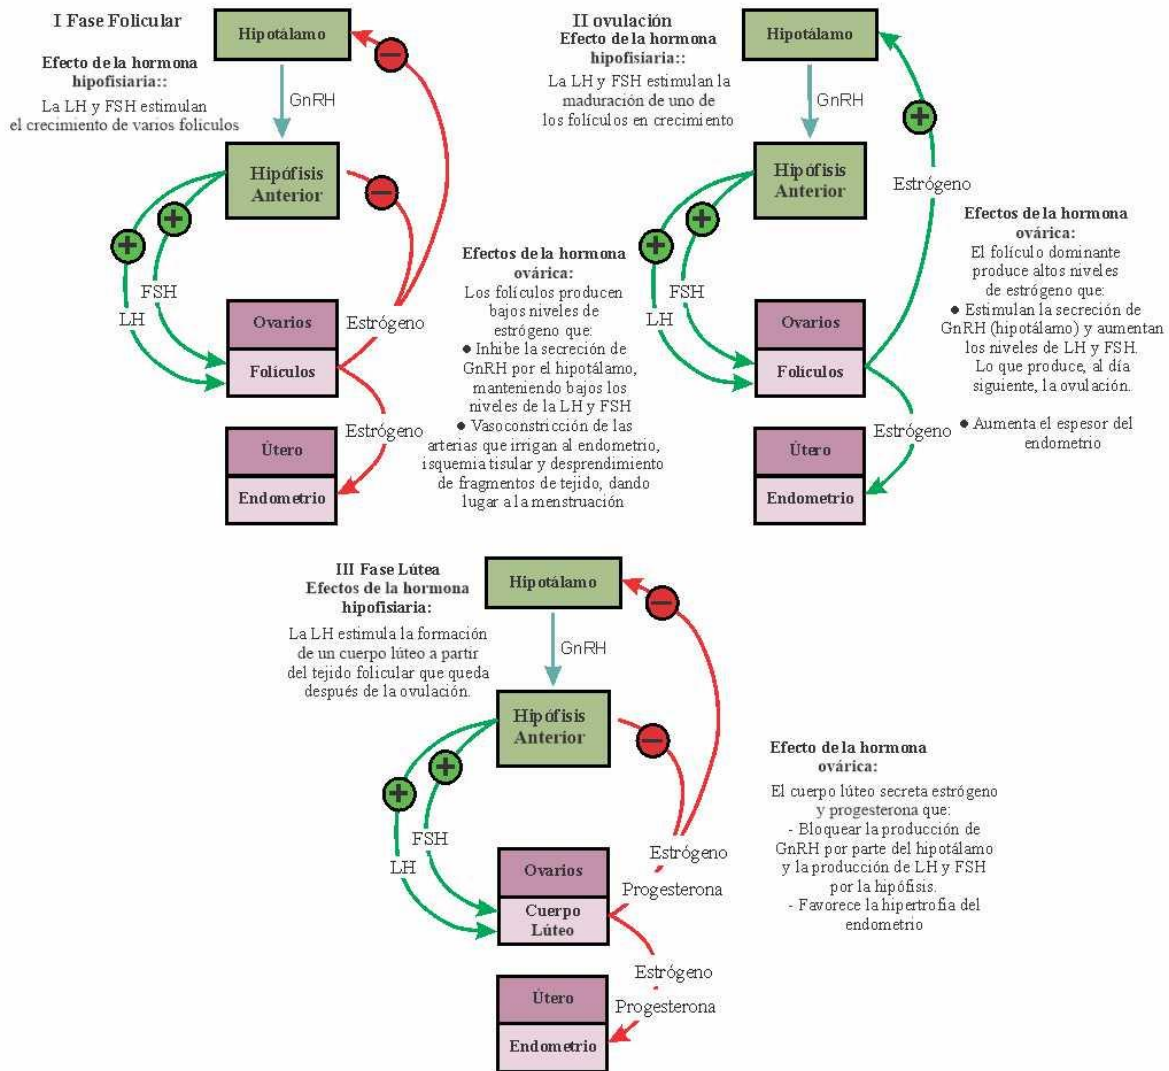 I Fase Folicular
Efecto de la hormona
hipofisiaria::
La LH y FSH estimulan
el crecimiento de varios foliculos
Hipotálamo
GnRH
Hipófisis
Anterior
FSH
LH
Ovarios
Folículos
Estrógeno
Estrógeno
Útero
Endometrio
Efectos de la hormona
ovárica:
Los folículos producen
bajos niveles de
estrógeno que:
● Inhibe la secreción de
GnRH por el hipotálamo,
manteniendo bajos los
niveles de la LH y FSH
● Vasoconstricción de las
arterias que irrigan al endometrio,
isquemia tisular y desprendimiento
de fragmentos de tejido, dando
lugar a la menstruación
II ovulación
Efecto de la hormona
hipofisiaria::
La LH y FSH estimulan la
maduración de uno de
los folículos en crecimiento
Hipotálamo
GnRH
Hipófisis
Anterior
FSH
LH
Ovarios
Folículos
Estrógeno
Estrógeno
Útero
Endometrio
Efectos de la hormona
ovárica:
El folículo dominante
produce altos niveles
de estrógeno que:
● Estimulan la secreción de
GnRH (hipotálamo) y aumentan
los niveles de LH y FSH.
Lo que produce, al día
siguiente, la ovulación.
● Aumenta el espesor del
endometrio
III Fase Lútea
Efectos de la hormona
hipofisiaria:
La LH estimula la formación
de un cuerpo lúteo a partir
del tejido folicular que queda
después de la ovulación.
Hipotálamo
GnRH
Hipófisis
Anterior
FSH
LH
Ovarios
Cuerpo
Lúteo
Estrógeno
Progesterona
Estrógeno
Progesterona
Útero
Endometrio
Efecto de la hormona
ovárica:
El cuerpo lúteo secreta estrógeno
y progesterona que:
- Bloquear la producción de
GnRH por parte del hipotálamo
y la producción de LH y FSH
por la hipófisis.
- Favorece la hipertrofia del
endometrio